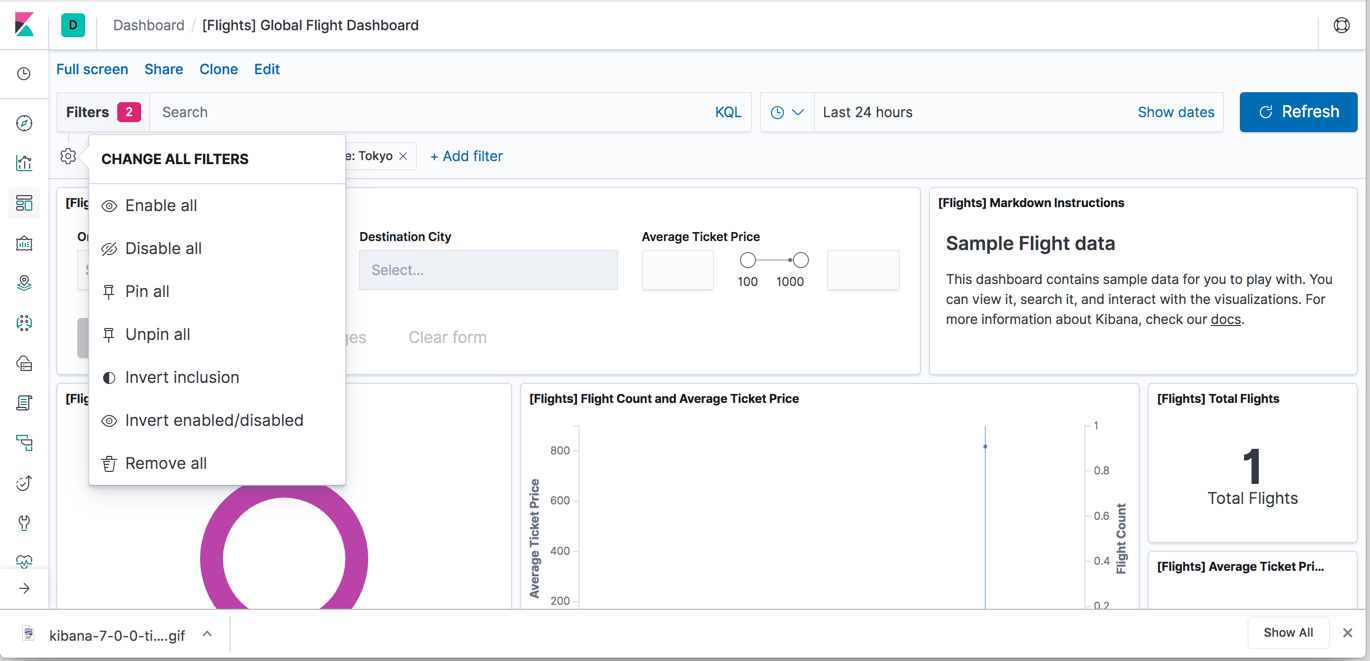 D Dashboard / [Flights] Global Flight Dashboard
Full screen Share Clone Edit
Filters 2 Search KQL Last 24 hours Show dates Refresh
CHANGE ALL FILTERS
e: Tokyo × + Add filter
Enable all
Disable all
Pin all
Unpin all
Invert inclusion
Invert enabled/disabled
Remove all
Destination City
Select...
Average Ticket Price
100 1000
Clear form
[Flights] Markdown Instructions
Sample Flight data
This dashboard contains sample data for you to play with. You
can view it, search it, and interact with the visualizations. For
more information about Kibana, check our docs.
[Flights] Flight Count and Average Ticket Price
800
600
400
200
Average Ticket Price
1
0.8
0.6
0.4
0.2
Flight Count
[Flights] Total Flights
1
Total Flights
[Flights] Average Ticket Pri...
kibana-7-0-0-ti....gif
Show All